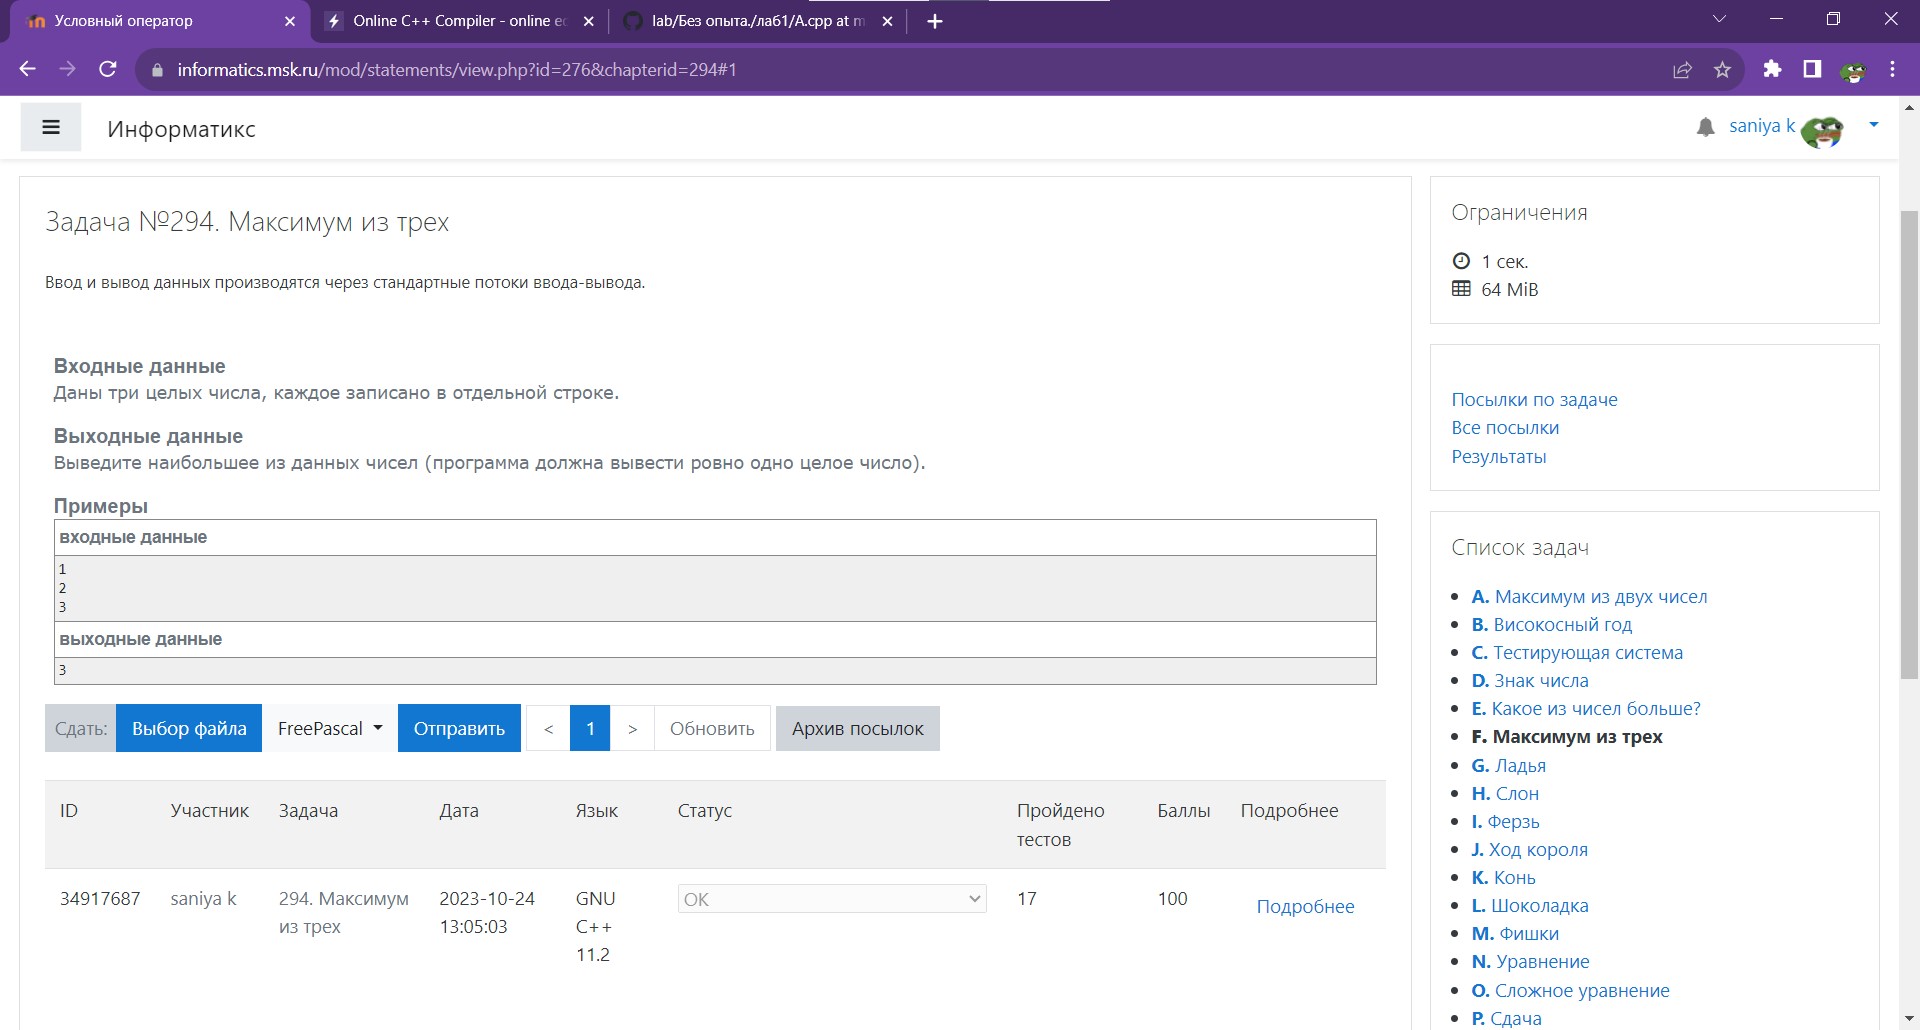 Условный оператор
Online C++ Compiler - online ed
lab/Без опыта./лаб1/A.cpp at m
informatics.msk.ru/mod/statements/view.php?id=276&chapterid=294#1
Информатикс
saniya k
Задача №294. Максимум из трех
Ввод и вывод данных производятся через стандартные потоки ввода-вывода.
Входные данные
Даны три целых числа, каждое записано в отдельной строке.
Выходные данные
Выведите наибольшее из данных чисел (программа должна вывести ровно одно целое число).
Примеры
входные данные
1
2
3
выходные данные
3
Сдать: Выбор файла FreePascal Отправить < 1 > Обновить Архив посылок
ID Участник Задача Дата Язык Статус Пройдено тестов Баллы Подробнее
34917687 saniya k 294. Максимум из трех 2023-10-24 13:05:03 GNU C++ 11.2 OK 17 100 Подробнее
Ограничения
1 сек.
64 MiB
Посылки по задаче
Все посылки
Результаты
Список задач
A. Максимум из двух чисел
B. Високосный год
C. Тестирующая система
D. Знак числа
E. Какое из чисел больше?
F. Максимум из трех
G. Ладья
H. Слон
I. Ферзь
J. Ход короля
K. Конь
L. Шоколадка
M. Фишки
N. Уравнение
O. Сложное уравнение
P. Сдача